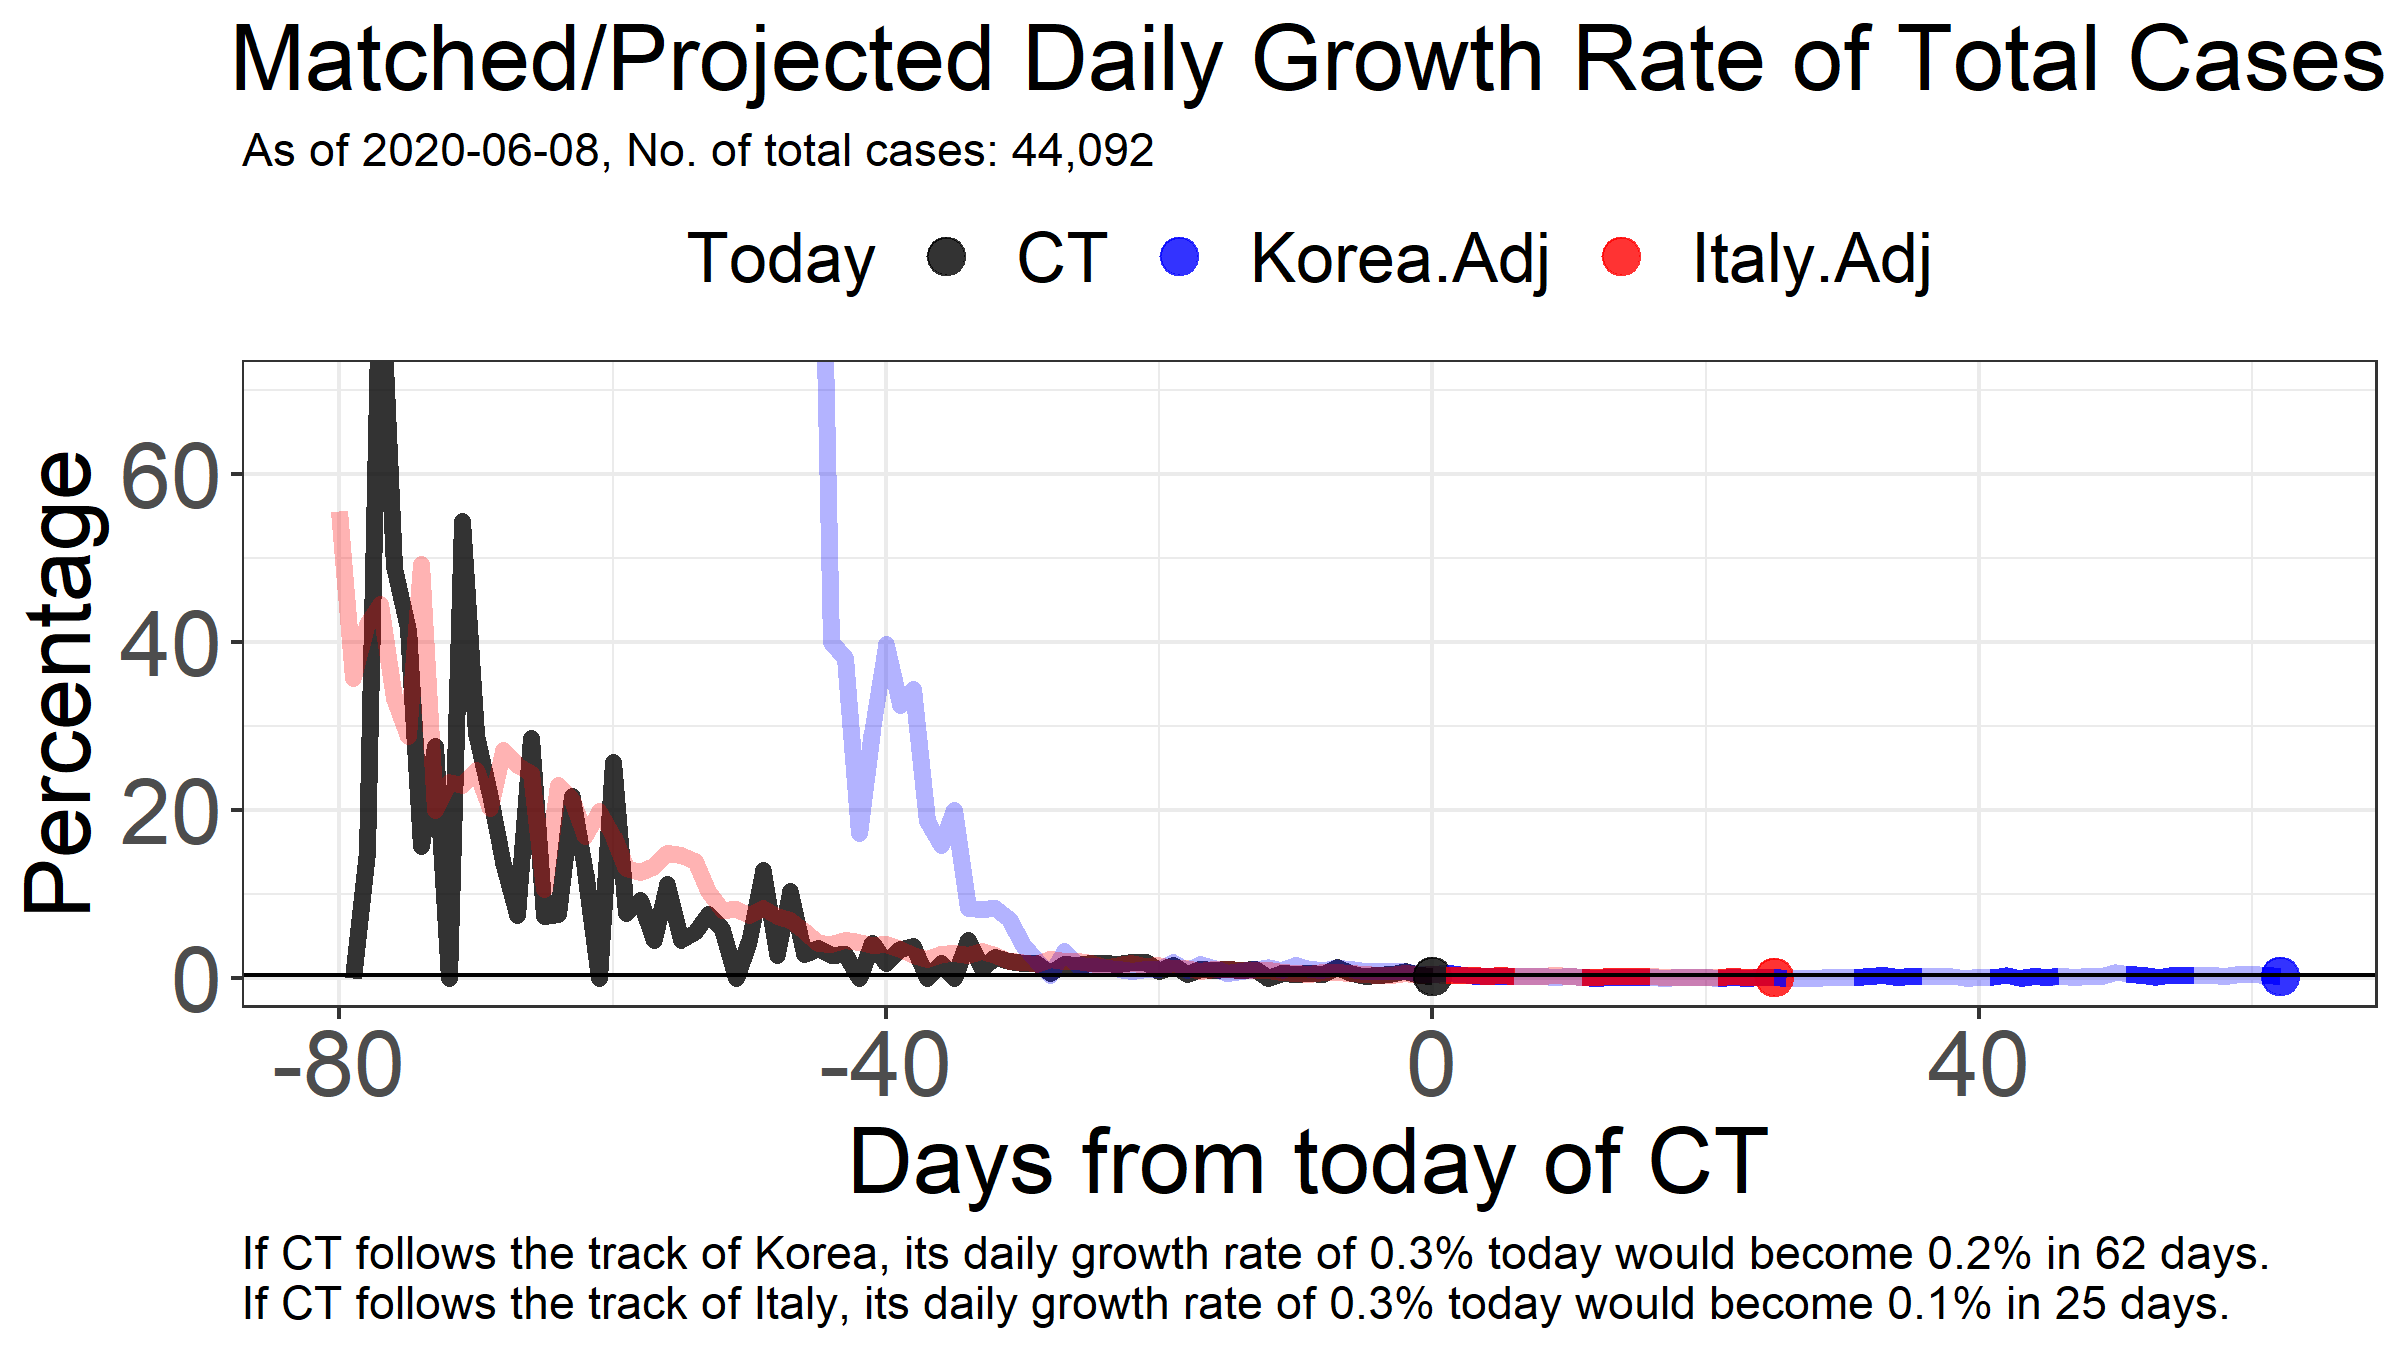 Matched/Projected Daily Growth Rate of Total Cases
As of 2020-06-08, No. of total cases: 44,092
Today CT Korea.Adj Italy.Adj
Percentage
60
40
20
0
-80 -40 0 40
Days from today of CT
If CT follows the track of Korea, its daily growth rate of 0.3% today would become 0.2% in 62 days.
If CT follows the track of Italy, its daily growth rate of 0.3% today would become 0.1% in 25 days.